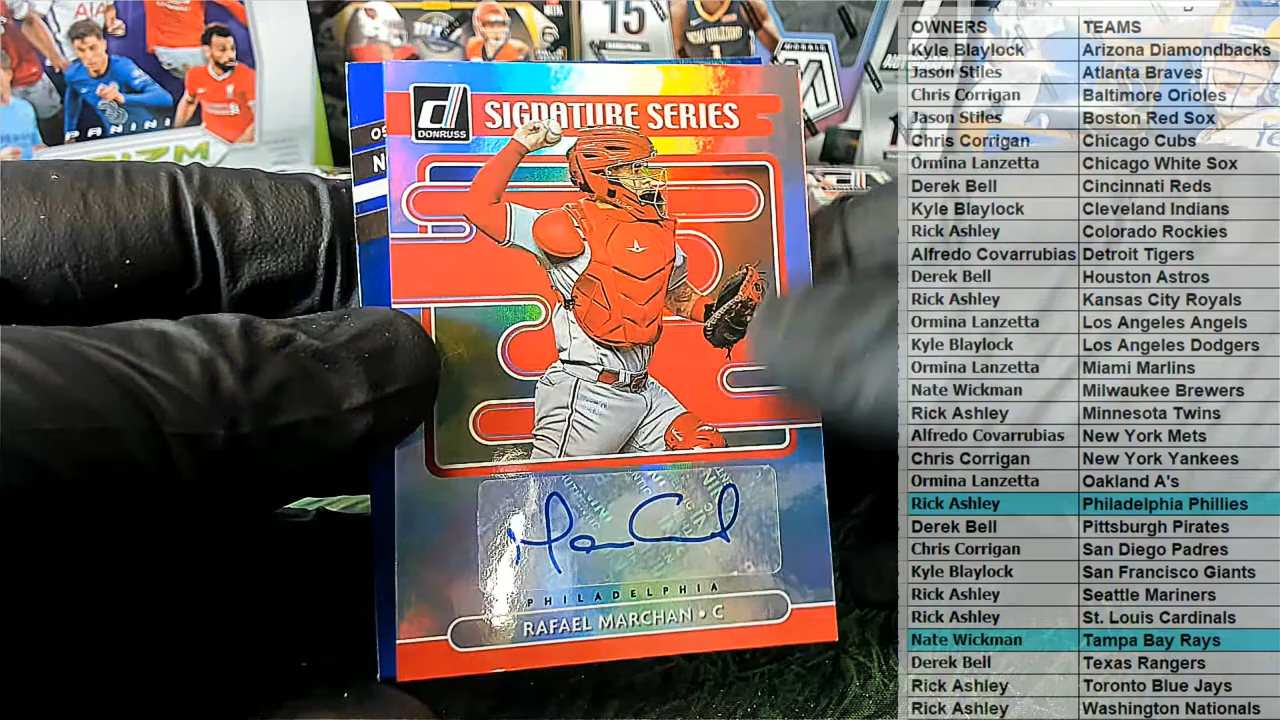 15
PANINI
PRIZM
DONRUSS
SIGNATURE SERIES
PHILADELPHIA
RAFAEL MARCHAN • C
OWNERS TEAMS
Kyle Blaylock Arizona Diamondbacks
Jason Stiles Atlanta Braves
Chris Corrigan Baltimore Orioles
Jason Stiles Boston Red Sox
Chris Corrigan Chicago Cubs
Ormina Lanzetta Chicago White Sox
Derek Bell Cincinnati Reds
Kyle Blaylock Cleveland Indians
Rick Ashley Colorado Rockies
Alfredo Covarrubias Detroit Tigers
Derek Bell Houston Astros
Rick Ashley Kansas City Royals
Ormina Lanzetta Los Angeles Angels
Kyle Blaylock Los Angeles Dodgers
Ormina Lanzetta Miami Marlins
Nate Wickman Milwaukee Brewers
Rick Ashley Minnesota Twins
Alfredo Covarrubias New York Mets
Chris Corrigan New York Yankees
Ormina Lanzetta Oakland A's
Rick Ashley Philadelphia Phillies
Derek Bell Pittsburgh Pirates
Chris Corrigan San Diego Padres
Kyle Blaylock San Francisco Giants
Rick Ashley Seattle Mariners
Rick Ashley St. Louis Cardinals
Nate Wickman Tampa Bay Rays
Derek Bell Texas Rangers
Rick Ashley Toronto Blue Jays
Rick Ashley Washington Nationals